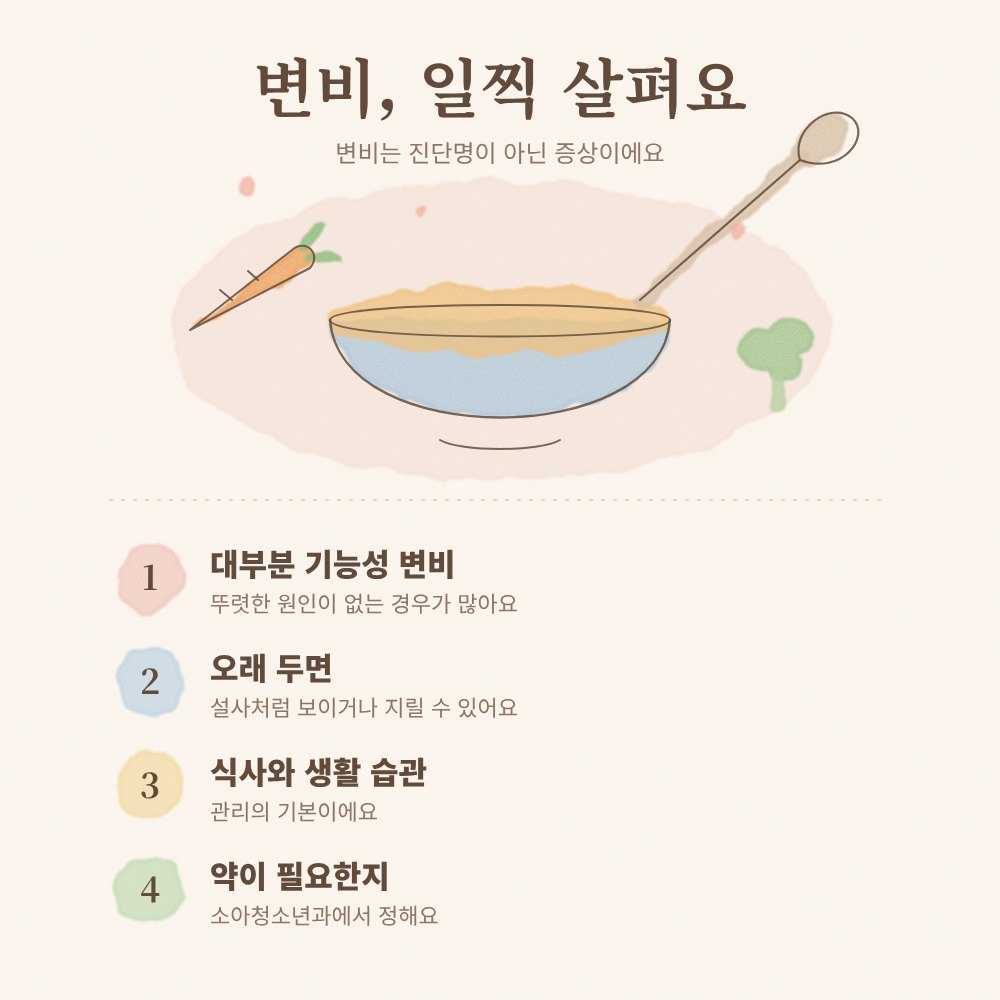 변비, 일찍 살펴요
변비는 진단명이 아닌 증상이에요
1
대부분 기능성 변비
뚜렷한 원인이 없는 경우가 많아요
2
오래 두면
설사처럼 보이거나 지릴 수 있어요
3
식사와 생활 습관
관리의 기본이에요
4
약이 필요한지
소아청소년과에서 정해요